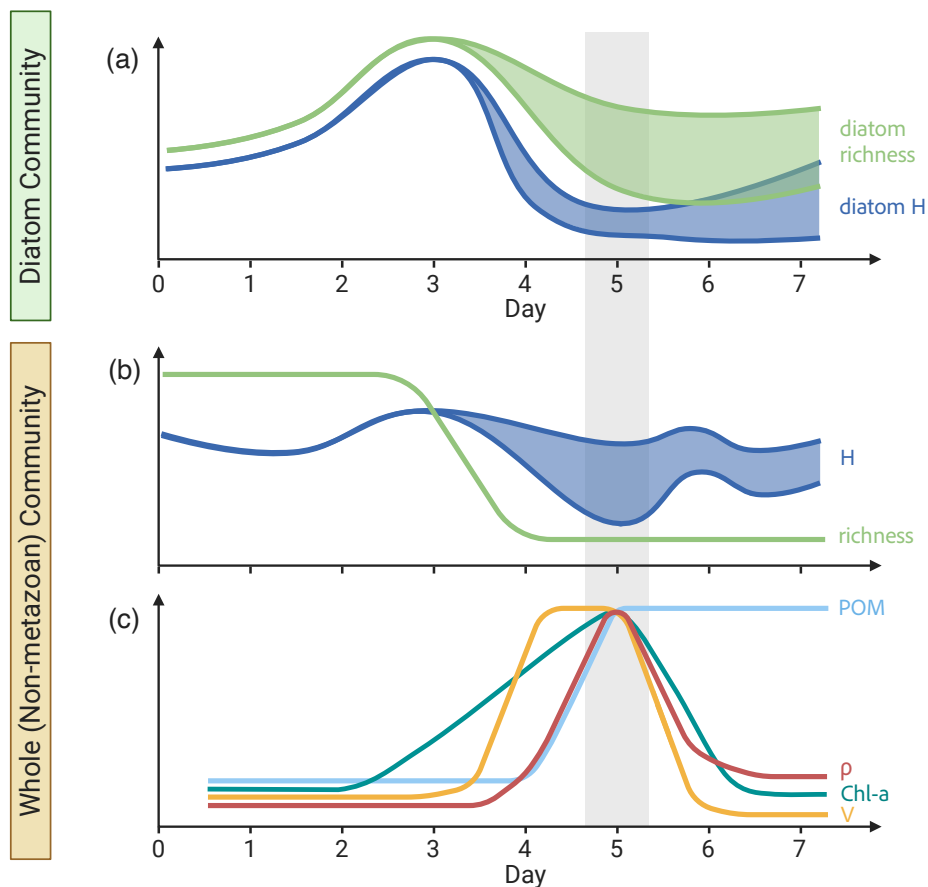 Diatom Community
(a)
diatom
richness
diatom H
0 1 2 3 4 5 6 7
Day
Whole (Non-metazoan) Community
(b)
H
richness
(c)
POM
ρ
Chl-a
V
0 1 2 3 4 5 6 7
Day